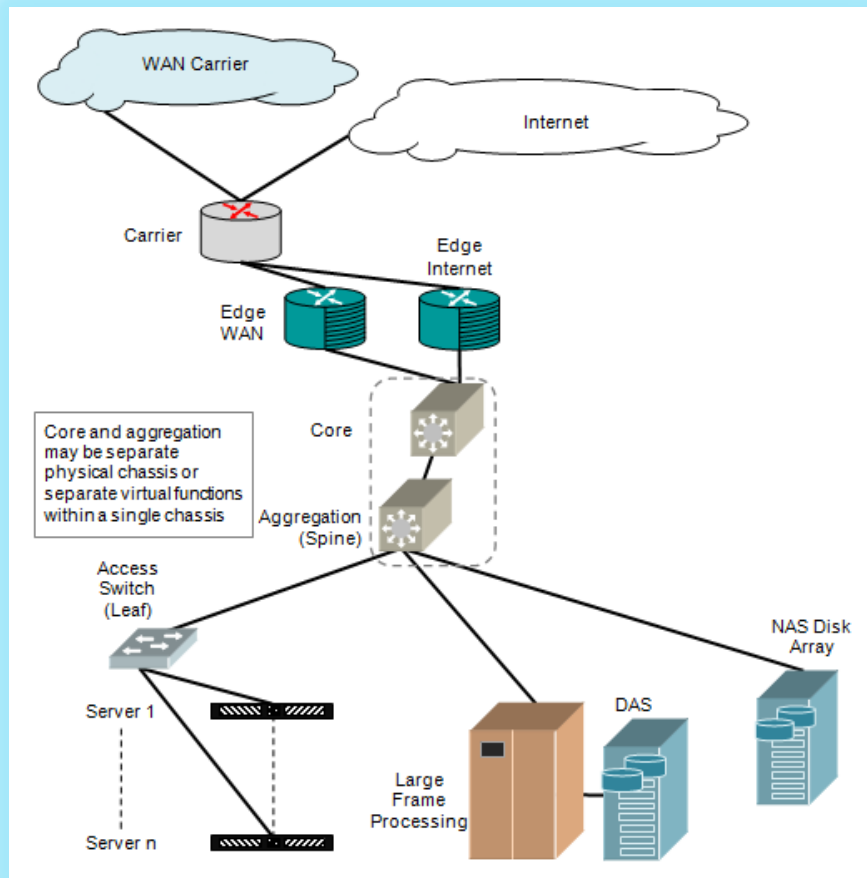 WAN Carrier
Internet
Carrier
Edge
Internet
Edge
WAN
Core
Core and aggregation
may be separate
physical chassis or
separate virtual functions
within a single chassis
Aggregation
(Spine)
Access
Switch
(Leaf)
NAS Disk
Array
Server 1
DAS
Large
Frame
Processing
Server n